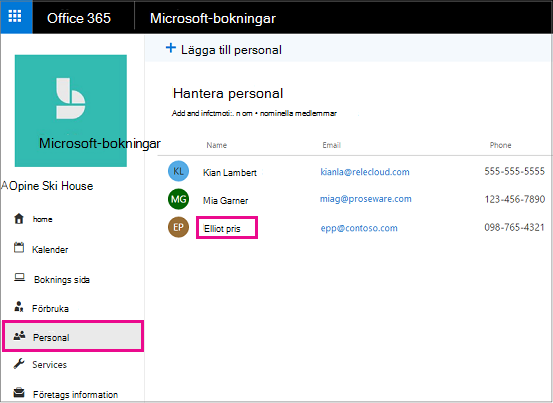 Office 365 Microsoft-bokningar
Lägga till personal
Microsoft-bokningar
AOpine Ski House
home
Kalender
Boknings sida
Förbruka
Personal
Services
Företags information
Hantera personal
Add and infctmoti:. n om • nominella medlemmar
Name Email Phone
KL Kian Lambert kianla@relecloud.com 555-555-5555
MG Mia Garner miag@proseware.com 123-456-7890
EP Elliot pris epp@contoso.com 098-765-4321